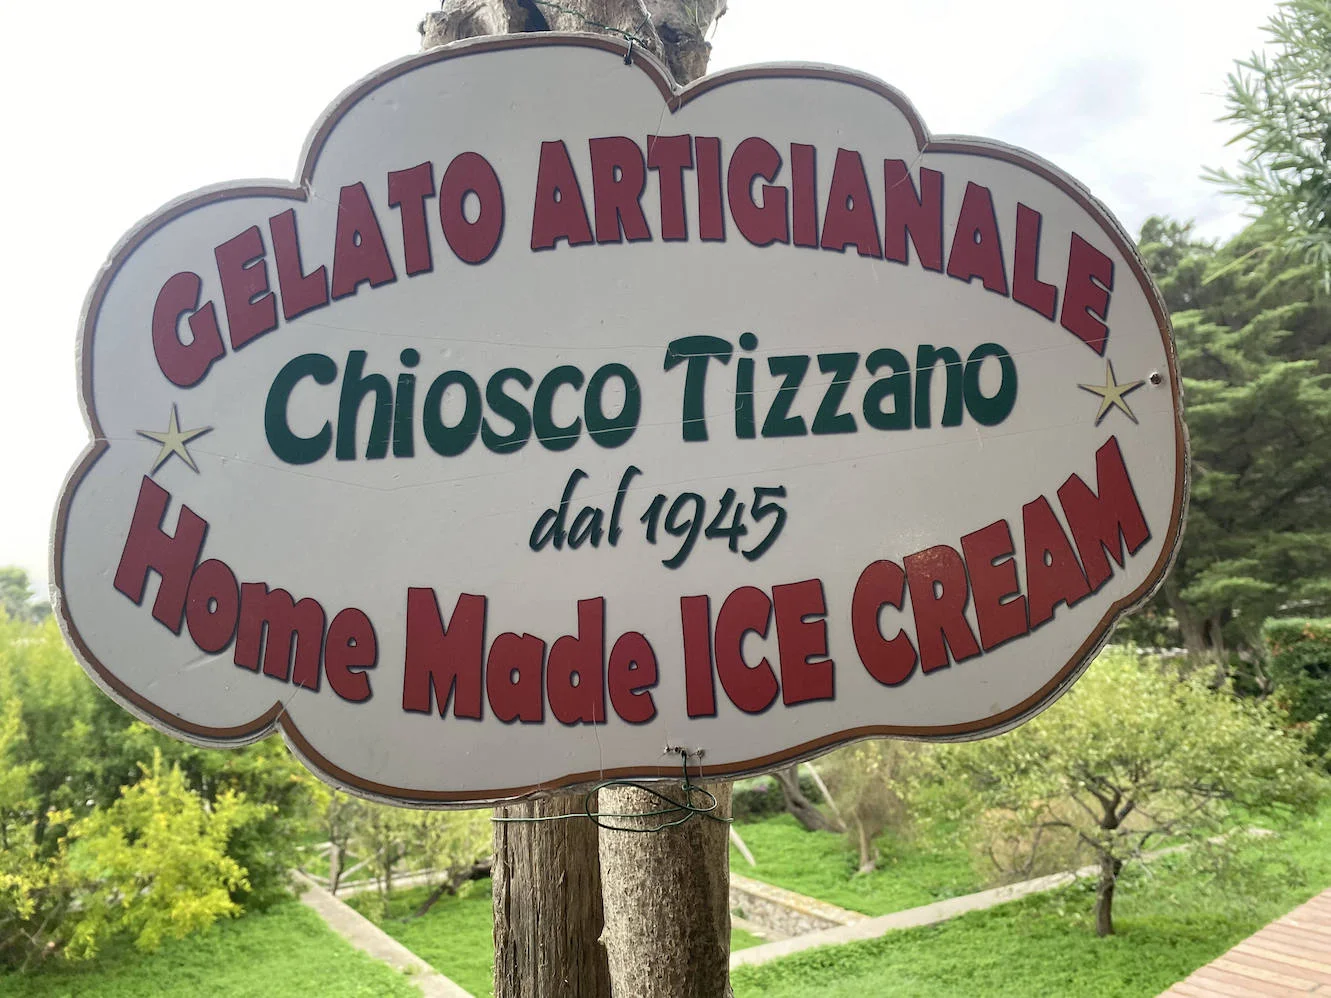 GELATO ARTIGIANALE
Chiosco Tizzano
dal 1945
Home Made ICE CREAM